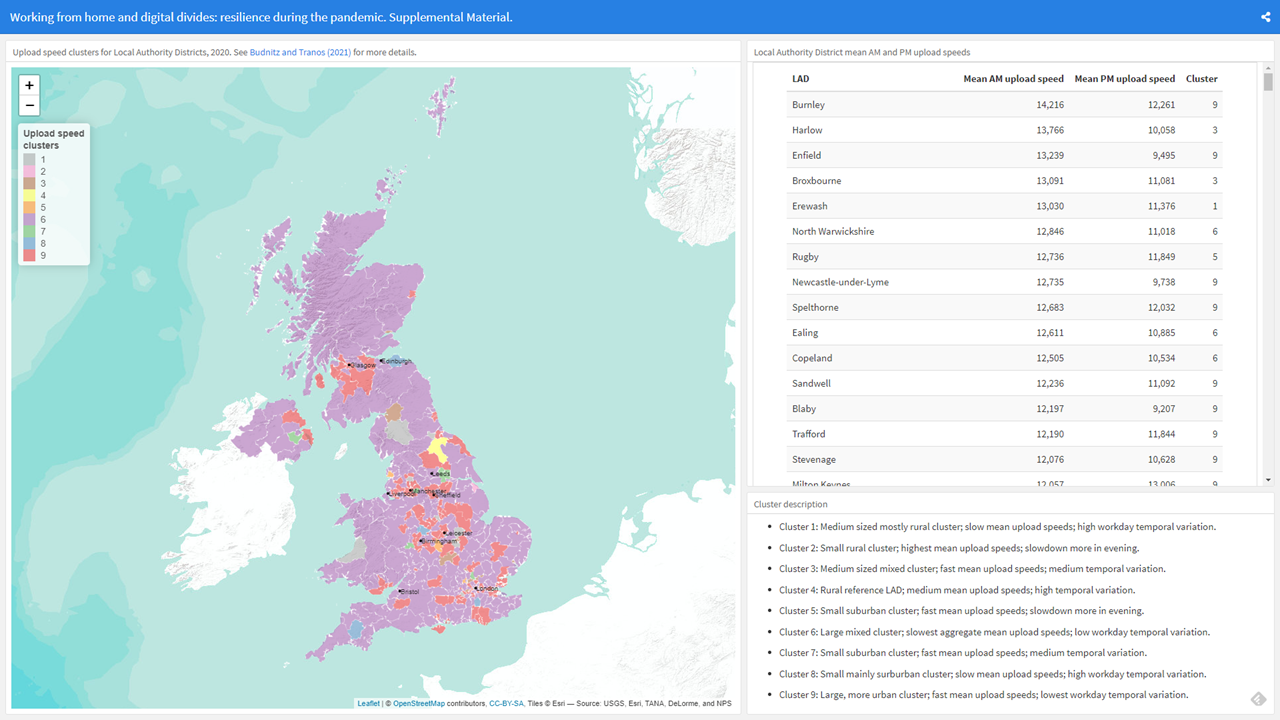 Working from home and digital divides: resilience during the pandemic. Supplemental Material.
Upload speed clusters for Local Authority Districts, 2020. See Budnitz and Tranos (2021) for more details.
+
−
Upload speed
clusters
1
2
3
4
5
6
7
8
9
Edinburgh
Glasgow
Leeds
Liverpool
Manchester
Sheffield
Leicester
Birmingham
London
Bristol
Leaflet | © OpenStreetMap contributors, CC-BY-SA, Tiles © Esri — Source: USGS, Esri, TANA, DeLorme, and NPS
Local Authority District mean AM and PM upload speeds
LAD Mean AM upload speed Mean PM upload speed Cluster
Burnley 14,216 12,261 9
Harlow 13,766 10,058 3
Enfield 13,239 9,495 9
Broxbourne 13,091 11,081 3
Erewash 13,030 11,376 1
North Warwickshire 12,846 11,018 6
Rugby 12,736 11,849 5
Newcastle-under-Lyme 12,735 9,738 9
Spelthorne 12,683 12,032 9
Ealing 12,611 10,885 6
Copeland 12,505 10,534 6
Sandwell 12,236 11,092 9
Blaby 12,197 9,207 9
Trafford 12,190 11,844 9
Stevenage 12,076 10,628 9
Milton Keynes 12,057 13,006 9
Cluster description
• Cluster 1: Medium sized mostly rural cluster; slow mean upload speeds; high workday temporal variation.
• Cluster 2: Small rural cluster; highest mean upload speeds; slowdown more in evening.
• Cluster 3: Medium sized mixed cluster; fast mean upload speeds; medium temporal variation.
• Cluster 4: Rural reference LAD; medium mean upload speeds; high temporal variation.
• Cluster 5: Small suburban cluster; fast mean upload speeds; slowdown more in evening.
• Cluster 6: Large mixed cluster; slowest aggregate mean upload speeds; low workday temporal variation.
• Cluster 7: Small suburban cluster; fast mean upload speeds; medium temporal variation.
• Cluster 8: Small mainly surburban cluster; slow mean upload speeds; high workday temporal variation.
• Cluster 9: Large, more urban cluster; fast mean upload speeds; lowest workday temporal variation.